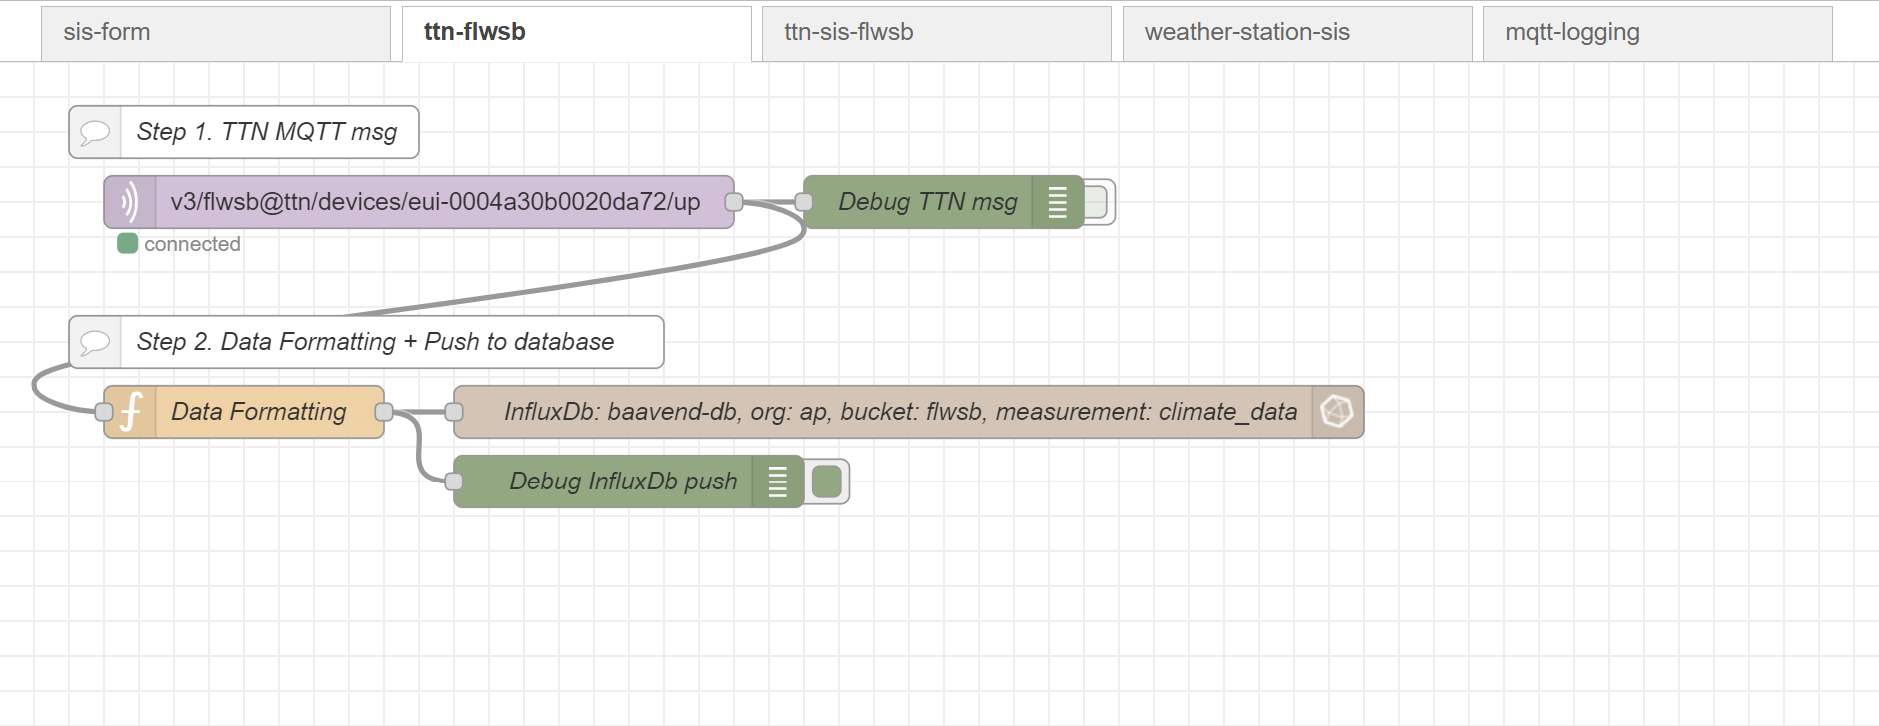 sis-form
ttn-flwsb
ttn-sis-flwsb
weather-station-sis
mqtt-logging
Step 1. TTN MQTT msg
v3/flwsb@ttn/devices/eui-0004a30b0020da72/up
Debug TTN msg
connected
Step 2. Data Formatting + Push to database
Data Formatting
InfluxDb: baavend-db, org: ap, bucket: flwsb, measurement: climate_data
Debug InfluxDb push